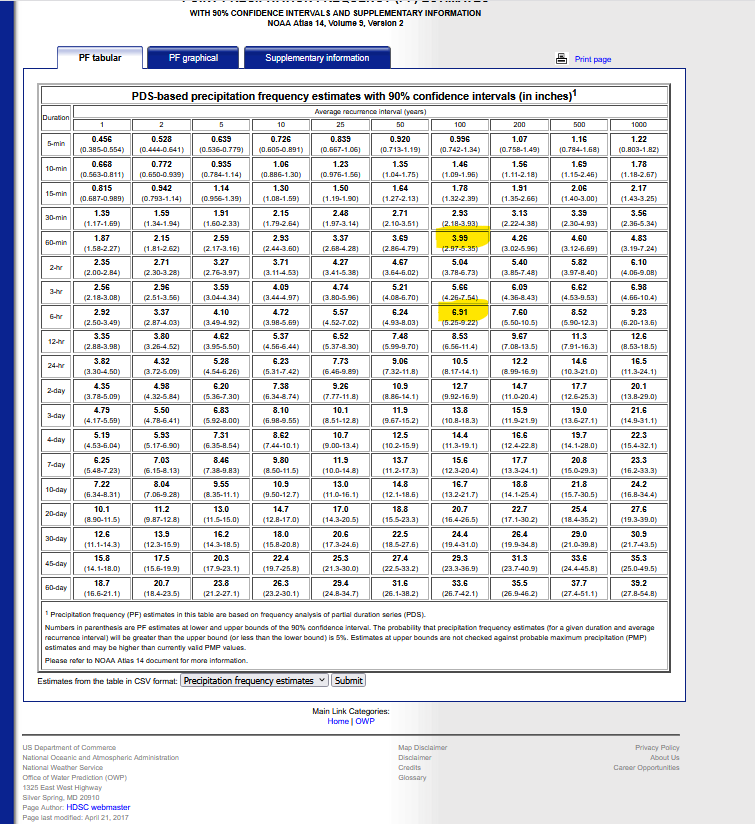 WITH 90% CONFIDENCE INTERVALS AND SUPPLEMENTARY INFORMATION
NOAA Atlas 14, Volume 9, Version 2
PF tabular PF graphical Supplementary information Print page
PDS-based precipitation frequency estimates with 90% confidence intervals (in inches)1
Duration Average recurrence interval (years)
1 2 5 10 25 50 100 200 500 1000
5-min 0.456 0.528 0.639 0.726 0.839 0.920 0.996 1.07 1.16 1.22
(0.385-0.554) (0.444-0.641) (0.536-0.779) (0.605-0.891) (0.667-1.06) (0.713-1.19) (0.742-1.34) (0.758-1.49) (0.784-1.68) (0.803-1.82)
10-min 0.668 0.772 0.935 1.06 1.23 1.35 1.46 1.56 1.69 1.78
(0.563-0.811) (0.650-0.939) (0.784-1.14) (0.886-1.30) (0.976-1.56) (1.04-1.75) (1.09-1.96) (1.11-2.18) (1.15-2.46) (1.18-2.67)
15-min 0.815 0.942 1.14 1.30 1.50 1.64 1.78 1.91 2.06 2.17
(0.687-0.989) (0.793-1.14) (0.956-1.39) (1.08-1.59) (1.19-1.90) (1.27-2.13) (1.32-2.39) (1.35-2.66) (1.40-3.00) (1.43-3.25)
30-min 1.39 1.59 1.91 2.15 2.48 2.71 2.93 3.13 3.39 3.56
(1.17-1.69) (1.34-1.94) (1.60-2.33) (1.79-2.64) (1.97-3.14) (2.10-3.51) (2.18-3.93) (2.22-4.38) (2.30-4.93) (2.36-5.34)
60-min 1.87 2.15 2.59 2.93 3.37 3.69 3.99 4.26 4.60 4.83
(1.58-2.27) (1.81-2.62) (2.17-3.16) (2.44-3.60) (2.68-4.28) (2.86-4.79) (2.97-5.35) (3.02-5.96) (3.12-6.69) (3.19-7.24)
2-hr 2.35 2.71 3.27 3.71 4.27 4.67 5.04 5.40 5.82 6.10
(2.00-2.84) (2.30-3.28) (2.76-3.97) (3.11-4.53) (3.41-5.38) (3.64-6.02) (3.78-6.73) (3.85-7.48) (3.97-8.40) (4.06-9.08)
3-hr 2.56 2.96 3.59 4.09 4.74 5.21 5.66 6.09 6.62 6.98
(2.18-3.08) (2.51-3.56) (3.04-4.34) (3.44-4.97) (3.80-5.96) (4.08-6.70) (4.26-7.54) (4.36-8.43) (4.53-9.53) (4.66-10.4)
6-hr 2.92 3.37 4.10 4.72 5.57 6.24 6.91 7.60 8.52 9.23
(2.50-3.49) (2.87-4.03) (3.49-4.92) (3.98-5.69) (4.52-7.02) (4.93-8.03) (5.25-9.22) (5.50-10.5) (5.90-12.3) (6.20-13.6)
12-hr 3.35 3.80 4.62 5.37 6.52 7.48 8.53 9.67 11.3 12.6
(2.88-3.98) (3.26-4.52) (3.95-5.50) (4.56-6.44) (5.37-8.30) (5.99-9.70) (6.56-11.4) (7.08-13.5) (7.91-16.3) (8.53-18.5)
24-hr 3.82 4.32 5.28 6.23 7.73 9.06 10.5 12.2 14.6 16.5
(3.30-4.50) (3.72-5.09) (4.54-6.26) (5.31-7.42) (6.46-9.89) (7.32-11.8) (8.17-14.1) (8.99-16.9) (10.3-21.0) (11.3-24.1)
2-day 4.35 4.98 6.20 7.38 9.26 10.9 12.7 14.7 17.7 20.1
(3.78-5.09) (4.32-5.84) (5.36-7.30) (6.34-8.74) (7.77-11.8) (8.86-14.1) (9.92-16.9) (11.0-20.4) (12.6-25.3) (13.8-29.0)
3-day 4.79 5.50 6.83 8.10 10.1 11.9 13.8 15.9 19.0 21.6
(4.17-5.59) (4.78-6.41) (5.92-8.00) (6.98-9.55) (8.51-12.8) (9.67-15.2) (10.8-18.3) (11.9-21.9) (13.6-27.1) (14.9-31.1)
4-day 5.19 5.93 7.31 8.62 10.7 12.5 14.4 16.6 19.7 22.3
(4.53-6.04) (5.17-6.90) (6.35-8.54) (7.44-10.1) (9.00-13.4) (10.2-15.9) (11.3-19.1) (12.4-22.8) (14.1-28.0) (15.4-32.1)
7-day 6.25 7.03 8.46 9.80 11.9 13.7 15.6 17.7 20.8 23.3
(5.48-7.23) (6.15-8.13) (7.38-9.83) (8.50-11.5) (10.0-14.8) (11.2-17.3) (12.3-20.4) (13.3-24.1) (15.0-29.3) (16.2-33.3)
10-day 7.22 8.04 9.55 10.9 13.0 14.8 16.7 18.8 21.8 24.2
(6.34-8.31) (7.06-9.28) (8.35-11.1) (9.50-12.7) (11.0-16.1) (12.1-18.6) (13.2-21.7) (14.1-25.4) (15.7-30.5) (16.8-34.4)
20-day 10.1 11.2 13.0 14.7 17.0 18.8 20.7 22.7 25.4 27.6
(8.90-11.5) (9.87-12.8) (11.5-15.0) (12.8-17.0) (14.3-20.5) (15.5-23.3) (16.4-26.5) (17.1-30.2) (18.4-35.2) (19.3-39.0)
30-day 12.6 13.9 16.2 18.0 20.6 22.5 24.4 26.4 29.0 30.9
(11.1-14.3) (12.3-15.9) (14.3-18.5) (15.8-20.8) (17.3-24.6) (18.5-27.6) (19.4-31.0) (19.9-34.8) (21.0-39.8) (21.7-43.5)
45-day 15.8 17.5 20.3 22.4 25.3 27.4 29.3 31.3 33.6 35.3
(14.1-18.0) (15.6-19.9) (17.9-23.1) (19.7-25.8) (21.3-30.0) (22.5-33.2) (23.3-36.9) (23.7-40.9) (24.4-45.8) (25.0-49.5)
60-day 18.7 20.7 23.8 26.3 29.4 31.6 33.6 35.5 37.7 39.2
(16.6-21.1) (18.4-23.5) (21.2-27.1) (23.2-30.1) (24.8-34.7) (26.1-38.2) (26.7-42.1) (26.9-46.2) (27.4-51.1) (27.8-54.8)
1 Precipitation frequency (PF) estimates in this table are based on frequency analysis of partial duration series (PDS).
Numbers in parenthesis are PF estimates at lower and upper bounds of the 90% confidence interval. The probability that precipitation frequency estimates (for a given duration and average
recurrence interval) will be greater than the upper bound (or less than the lower bound) is 5%. Estimates at upper bounds are not checked against probable maximum precipitation (PMP)
estimates and may be higher than currently valid PMP values.
Please refer to NOAA Atlas 14 document for more information.
Estimates from the table in CSV format: Precipitation frequency estimates Submit
Main Link Categories:
Home | OWP
US Department of Commerce Map Disclaimer Privacy Policy
National Oceanic and Atmospheric Administration Disclaimer About Us
National Weather Service Credits Career Opportunities
Office of Water Prediction (OWP) Glossary
1325 East West Highway
Silver Spring, MD 20910
Page Author: HDSC webmaster
Page last modified: April 21, 2017